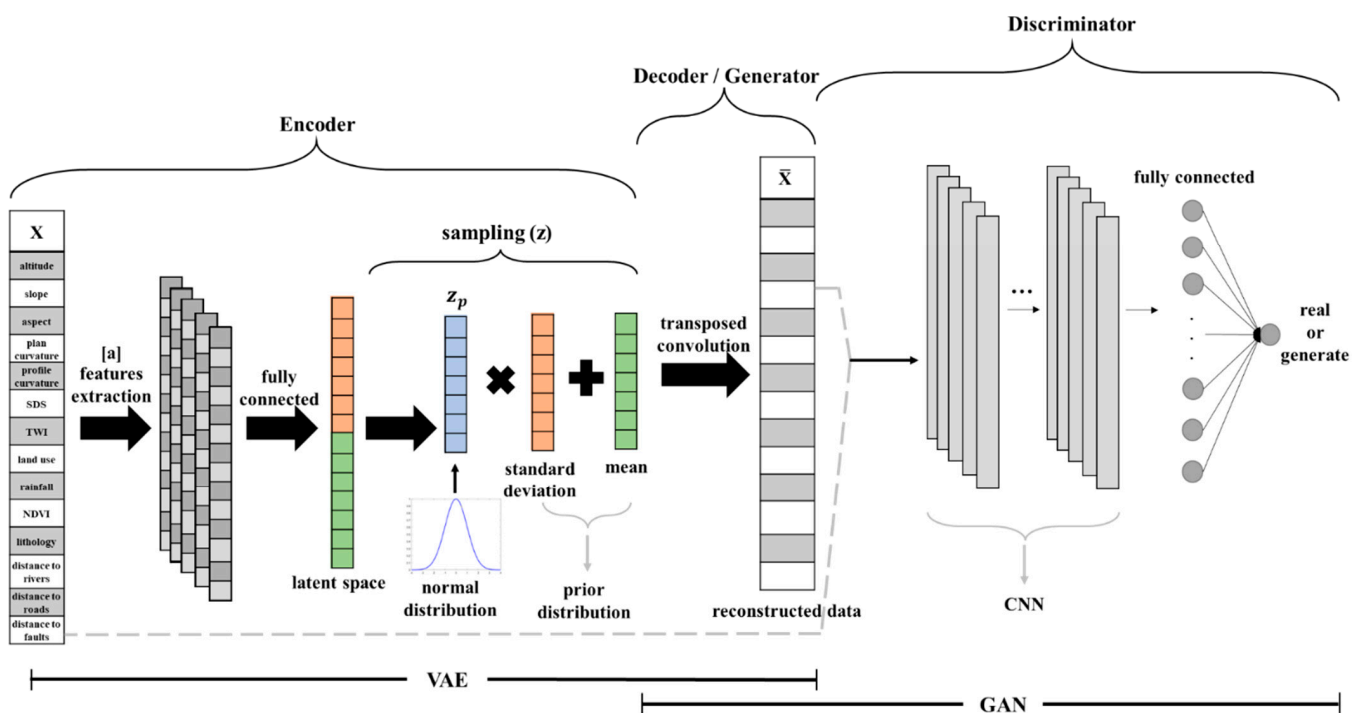 Discriminator
Decoder / Generator
Encoder
X
altitude
slope
aspect
plan
curvature
profile
curvature
SDS
TWI
land use
rainfall
NDVI
lithology
distance to
rivers
distance to
roads
distance to
faults
[a]
features
extraction
fully
connected
latent space
sampling (z)
z_p
normal
distribution
standard
deviation
mean
prior
distribution
transposed
convolution
X̄
reconstructed data
...
CNN
fully connected
real
or
generate
VAE
GAN